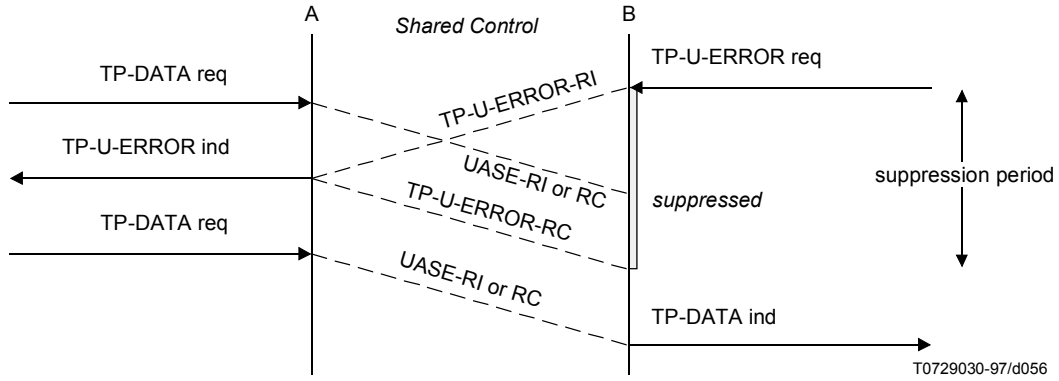 A
Shared Control
B
TP-DATA req
TP-U-ERROR req
TP-U-ERROR-RI
TP-U-ERROR ind
UASE-RI or RC
suppression period
TP-U-ERROR-RC
suppressed
TP-DATA req
UASE-RI or RC
TP-DATA ind
T0729030-97/d056